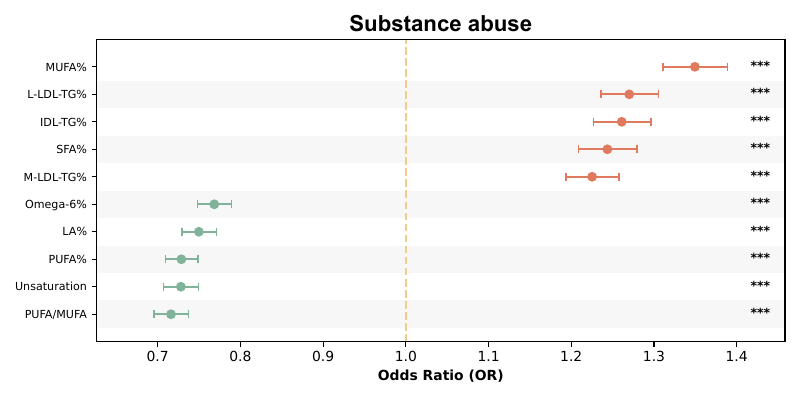 Substance abuse
MUFA% ***
L-LDL-TG% ***
IDL-TG% ***
SFA% ***
M-LDL-TG% ***
Omega-6% ***
LA% ***
PUFA% ***
Unsaturation ***
PUFA/MUFA ***
0.7 0.8 0.9 1.0 1.1 1.2 1.3 1.4
Odds Ratio (OR)